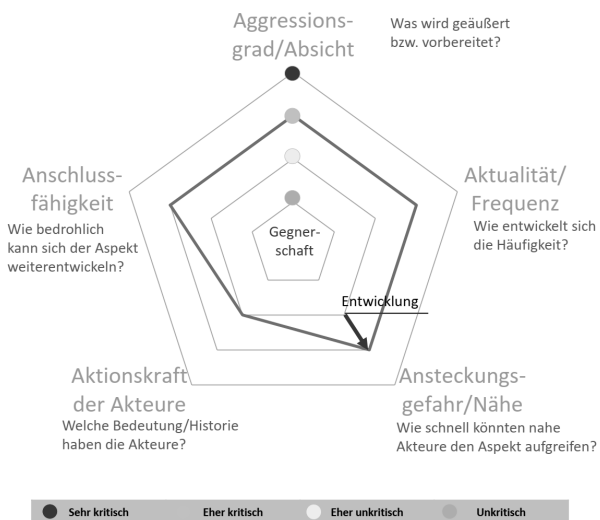 Aggressions-
grad/Absicht
Was wird geäußert
bzw. vorbereitet?
Anschluss-
fähigkeit
Wie bedrohlich
kann sich der Aspekt
weiterentwickeln?
Aktualität/
Frequenz
Wie entwickelt sich
die Häufigkeit?
Gegner-
schaft
Entwicklung
Aktionskraft
der Akteure
Welche Bedeutung/Historie
haben die Akteure?
Ansteckungs-
gefahr/Nähe
Wie schnell könnten nahe
Akteure den Aspekt aufgreifen?
Sehr kritisch Eher kritisch Eher unkritisch Unkritisch